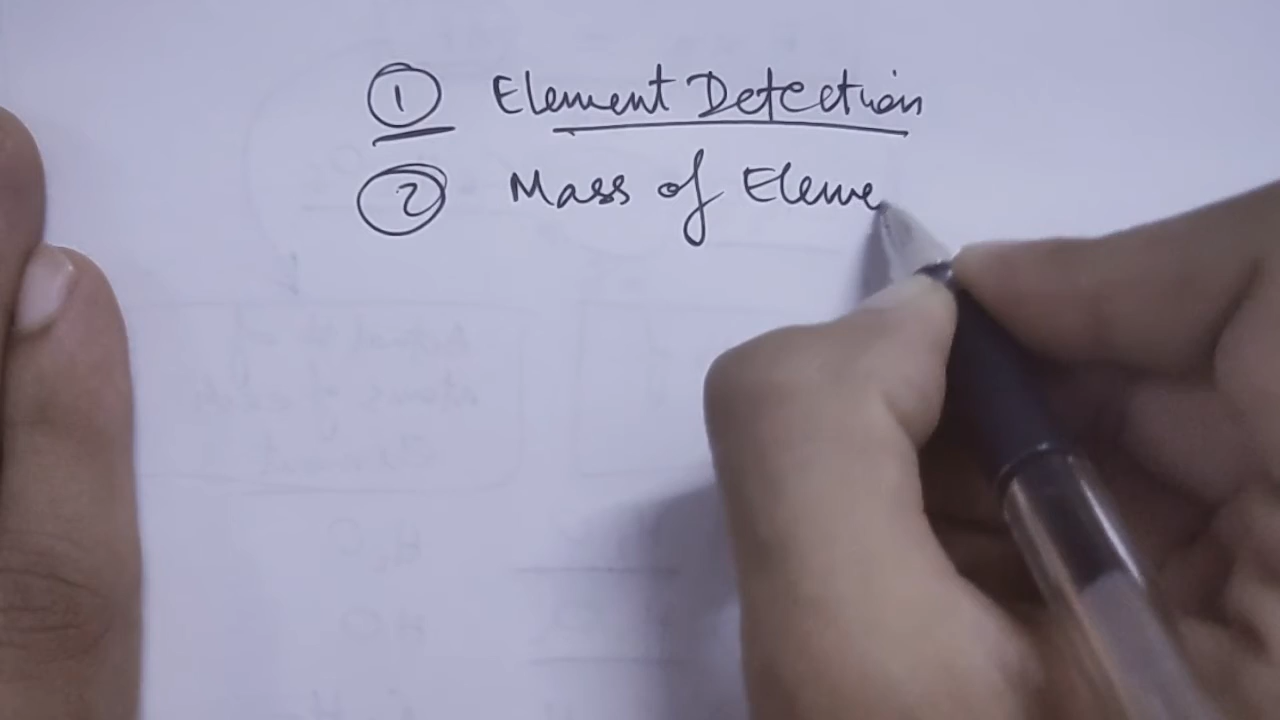 ① Element Detection
② Mass of Eleme